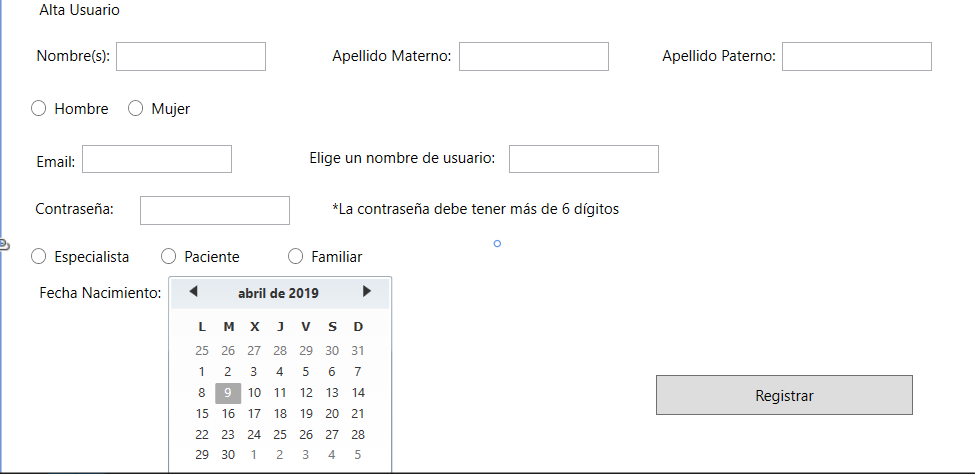 Alta Usuario
Nombre(s): Apellido Materno: Apellido Paterno:
Hombre Mujer
Email: Elige un nombre de usuario:
Contraseña: *La contraseña debe tener más de 6 dígitos
Especialista Paciente Familiar
Fecha Nacimiento: abril de 2019
L M X J V S D
25 26 27 28 29 30 31
1 2 3 4 5 6 7
8 9 10 11 12 13 14
Registrar
15 16 17 18 19 20 21
22 23 24 25 26 27 28
29 30 1 2 3 4 5